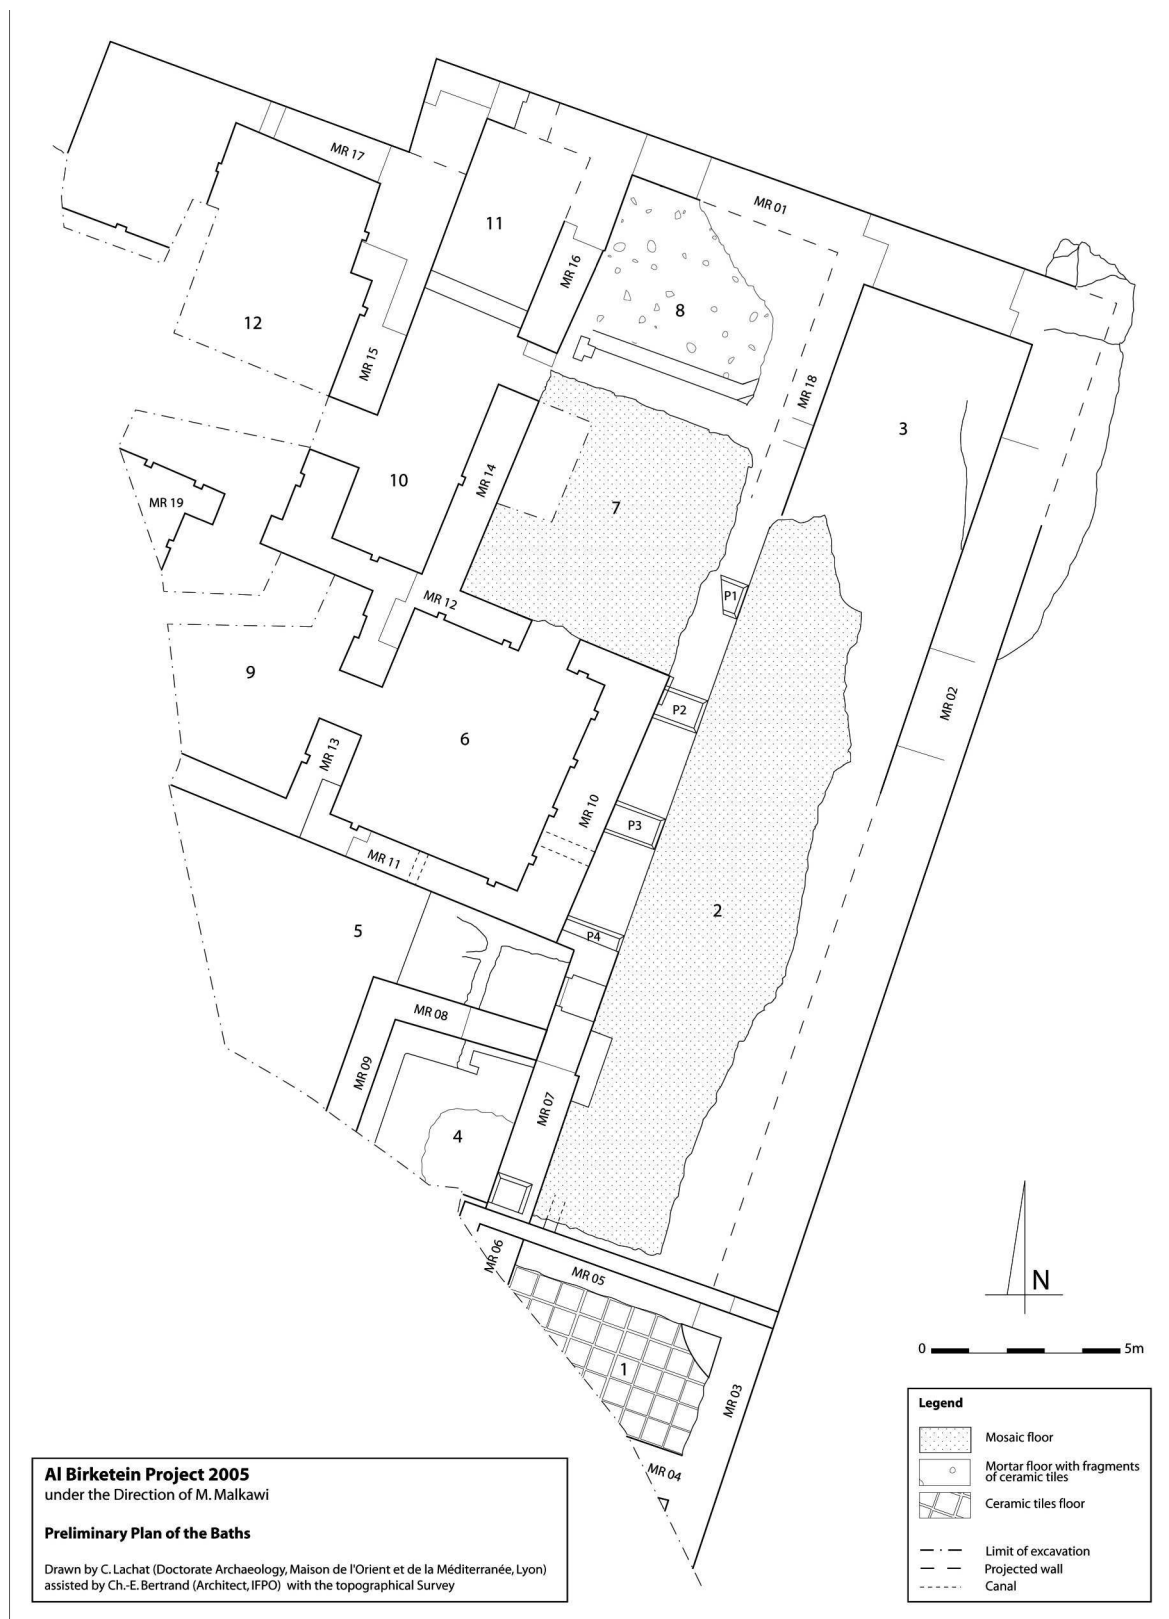 MR 17
MR 01
11
MR 16
8
12
MR 15
MR 18
3
10
MR 14
MR 19
7
P1
MR 12
9
P2
MR 02
6
MR 13
MR 10
P3
MR 11
2
5
P4
MR 08
MR 09
MR 07
4
MR 06
MR 05
N
0 5m
1
MR 03
MR 04
Legend
Mosaic floor
Mortar floor with fragments
of ceramic tiles
Ceramic tiles floor
Limit of excavation
Projected wall
Canal
Al Birketein Project 2005
under the Direction of M. Malkawi
Preliminary Plan of the Baths
Drawn by C. Lachat (Doctorate Archaeology, Maison de l'Orient et de la Méditerranée, Lyon)
assisted by Ch.-E. Bertrand (Architect, IFPO) with the topographical Survey